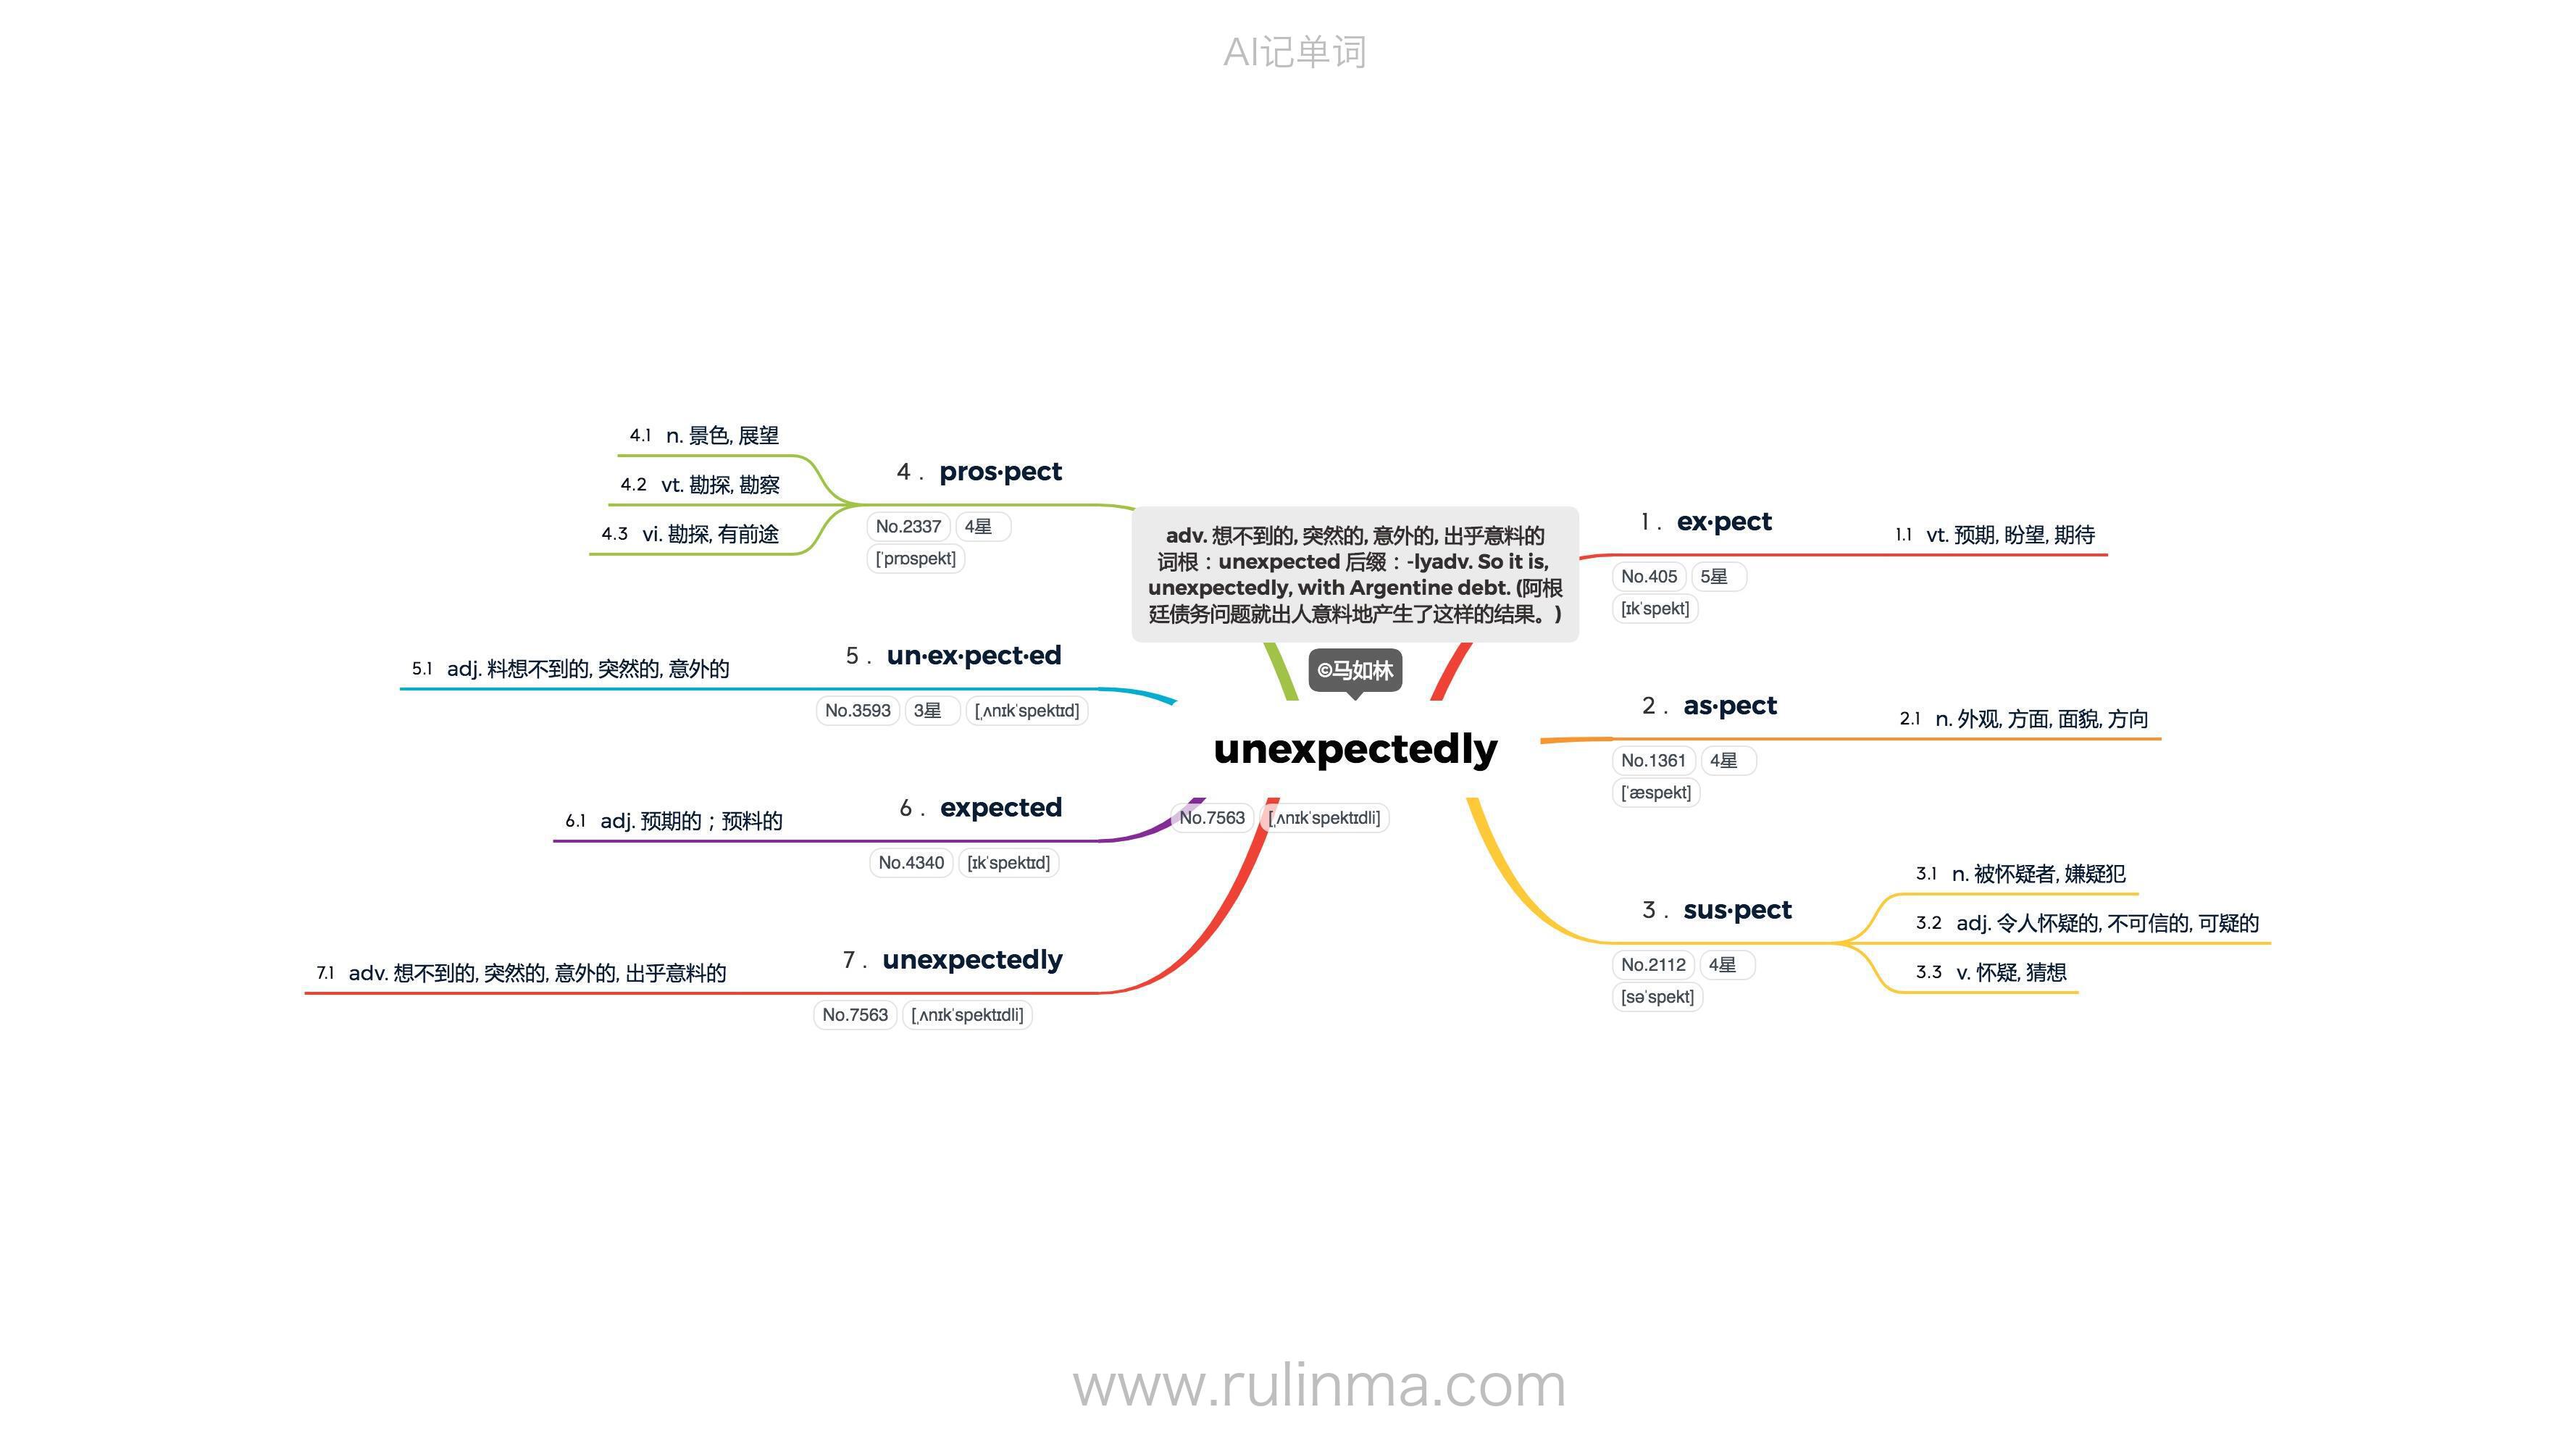 AI记单词
adv. 想不到的, 突然的, 意外的, 出乎意料的
词根：unexpected 后缀：-lyadv. So it is,
unexpectedly, with Argentine debt. (阿根
廷债务问题就出人意料地产生了这样的结果。)
©马如林
unexpectedly
No.7563 [ˌʌnɪkˈspektɪdli]
1 . ex·pect
No.405 5星
[ɪkˈspekt]
1.1 vt. 预期, 盼望, 期待
2 . as·pect
No.1361 4星
[ˈæspekt]
2.1 n. 外观, 方面, 面貌, 方向
3 . sus·pect
No.2112 4星
[səˈspekt]
3.1 n. 被怀疑者, 嫌疑犯
3.2 adj. 令人怀疑的, 不可信的, 可疑的
3.3 v. 怀疑, 猜想
4 . pros·pect
No.2337 4星
[ˈprɒspekt]
4.1 n. 景色, 展望
4.2 vt. 勘探, 勘察
4.3 vi. 勘探, 有前途
5 . un·ex·pect·ed
No.3593 3星 [ˌʌnɪkˈspektɪd]
5.1 adj. 料想不到的, 突然的, 意外的
6 . expected
No.4340 [ɪkˈspektɪd]
6.1 adj. 预期的；预料的
7 . unexpectedly
No.7563 [ˌʌnɪkˈspektɪdli]
7.1 adv. 想不到的, 突然的, 意外的, 出乎意料的
www.rulinma.com